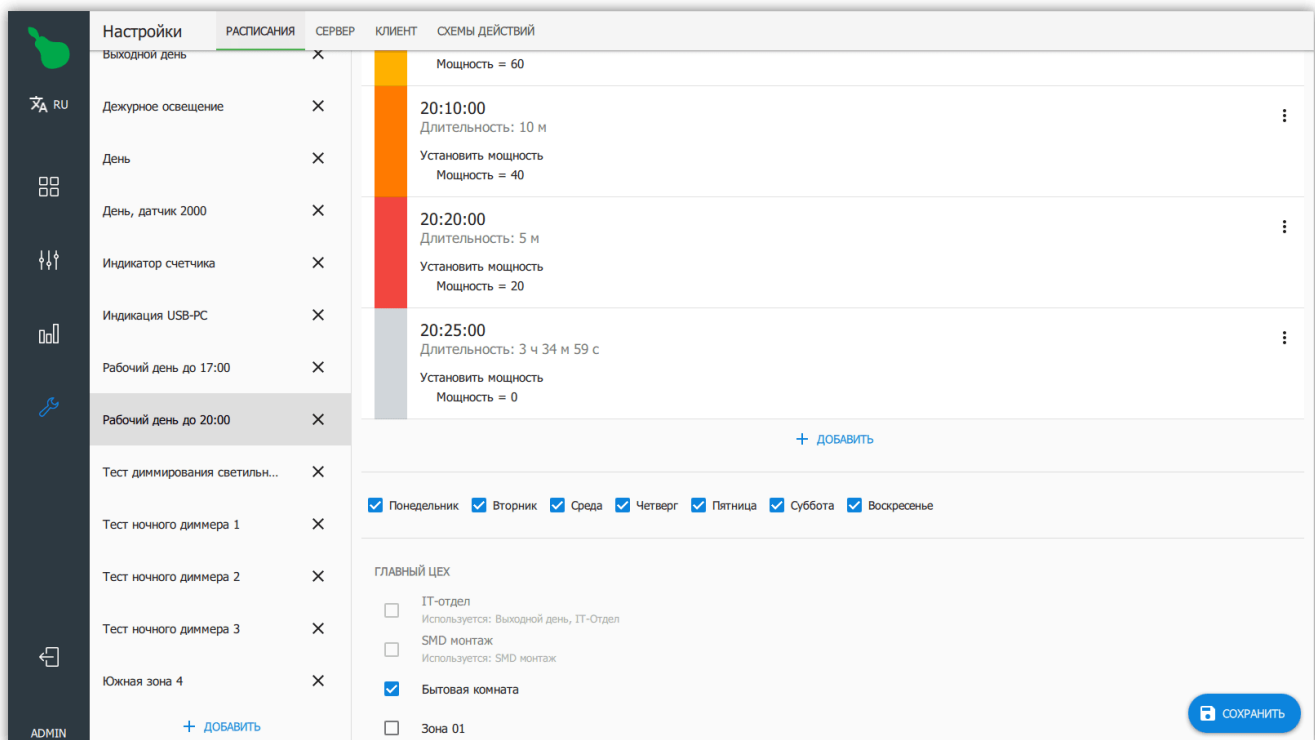 Настройки
РАСПИСАНИЯ
СЕРВЕР
КЛИЕНТ
СХЕМЫ ДЕЙСТВИЙ
RU
ADMIN
Выходной день
Дежурное освещение
День
День, датчик 2000
Индикатор счетчика
Индикация USB-PC
Рабочий день до 17:00
Рабочий день до 20:00
Тест диммирования светильн...
Тест ночного диммера 1
Тест ночного диммера 2
Тест ночного диммера 3
Южная зона 4
+ ДОБАВИТЬ
Мощность = 60
20:10:00
Длительность: 10 м
Установить мощность
Мощность = 40
20:20:00
Длительность: 5 м
Установить мощность
Мощность = 20
20:25:00
Длительность: 3 ч 34 м 59 с
Установить мощность
Мощность = 0
+ ДОБАВИТЬ
Понедельник Вторник Среда Четверг Пятница Суббота Воскресенье
ГЛАВНЫЙ ЦЕХ
IT-отдел
Используется: Выходной день, IT-Отдел
SMD монтаж
Используется: SMD монтаж
Бытовая комната
Зона 01
СОХРАНИТЬ